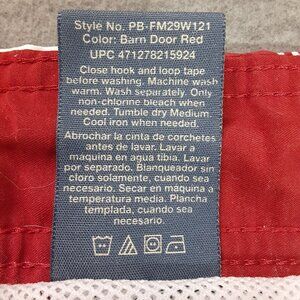 Style No. PB-FM29W121
Color: Barn Door Red
UPC 471278215924
Close hook and loop tape
before washing. Machine wash
warm. Wash separately. Only
non-chlorine bleach when
needed. Tumble dry Medium.
Cool iron when needed.
Abrochar la cinta de corchetes
antes de lavar. Lavar a
maquina en agua tibia. Lavar
por separado. Blanqueador sin
cloro solamente, cuando sea
necesario. Secar en maquina a
temperatura media. Plancha
templada, cuando sea
necesario.